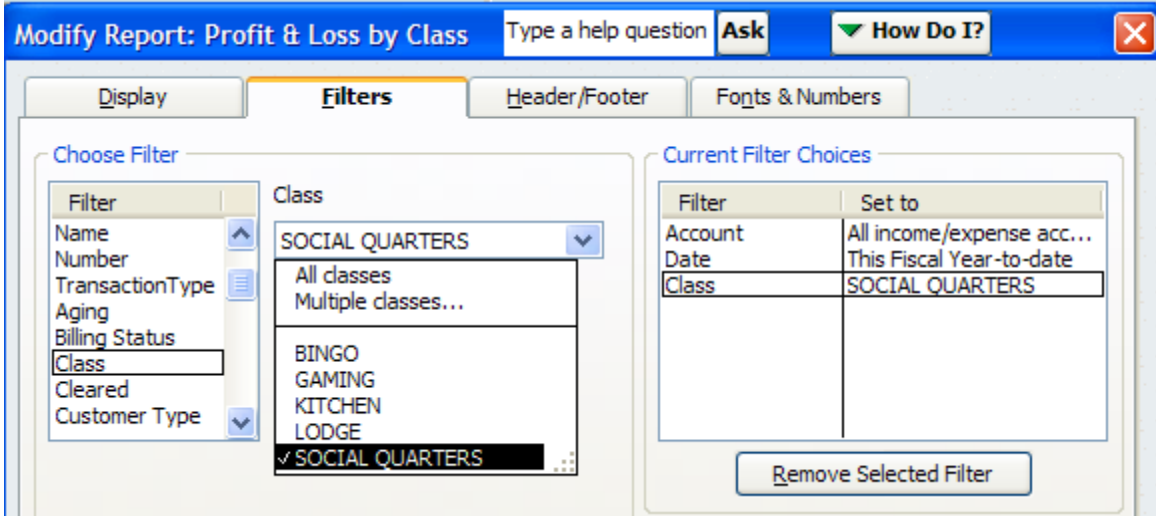 Modify Report: Profit & Loss by Class
Type a help question
Ask
How Do I?
Display
Filters
Header/Footer
Fonts & Numbers
Choose Filter
Filter
Name
Number
TransactionType
Aging
Billing Status
Class
Cleared
Customer Type
Class
SOCIAL QUARTERS
All classes
Multiple classes...
BINGO
GAMING
KITCHEN
LODGE
✓ SOCIAL QUARTERS
Current Filter Choices
Filter Set to
Account All income/expense acc...
Date This Fiscal Year-to-date
Class SOCIAL QUARTERS
Remove Selected Filter